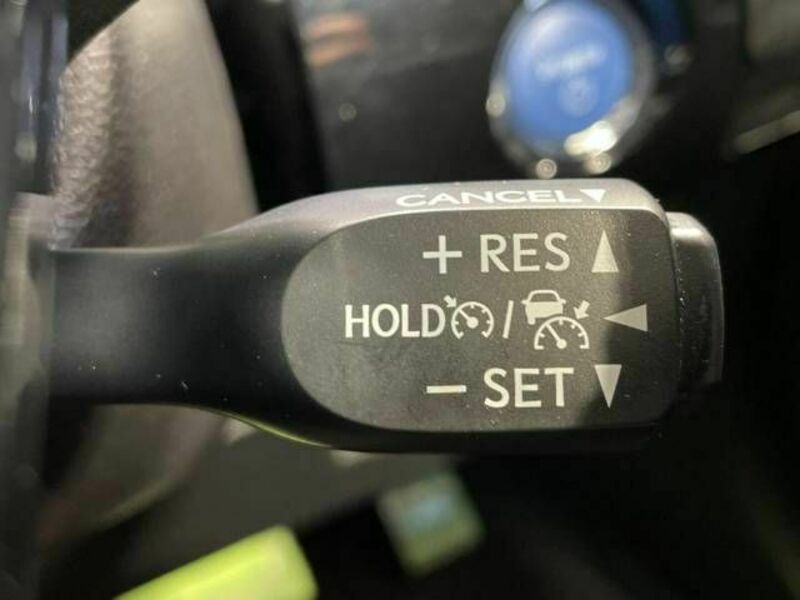 CANCEL▼
+ RES ▲
HOLD / ◀
- SET ▼